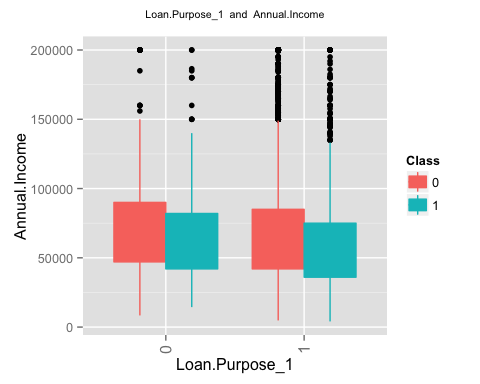 Loan.Purpose_1 and Annual.Income
Annual.Income
200000
150000
100000
50000
0
0
1
Loan.Purpose_1
Class
0
1